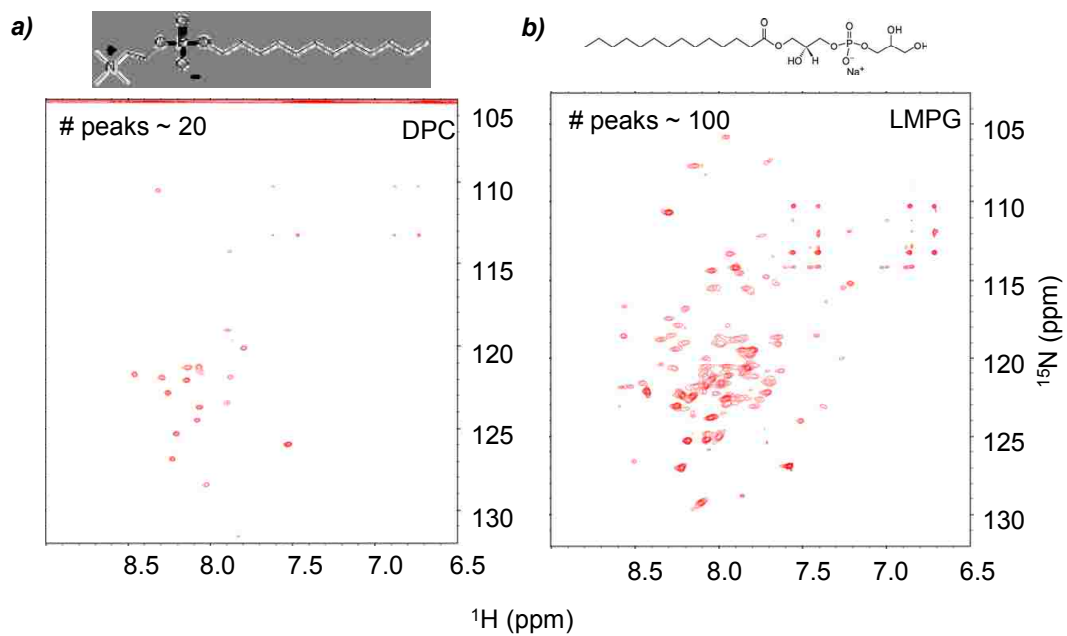 a)
N
P
# peaks ~ 20 DPC
105
110
115
120
125
130
8.5 8.0 7.5 7.0 6.5
b)
O OH
O O P O OH
HO H O⁻
Na⁺
# peaks ~ 100 LMPG
105
110
115
120
125
130
¹⁵N (ppm)
8.5 8.0 7.5 7.0 6.5
¹H (ppm)